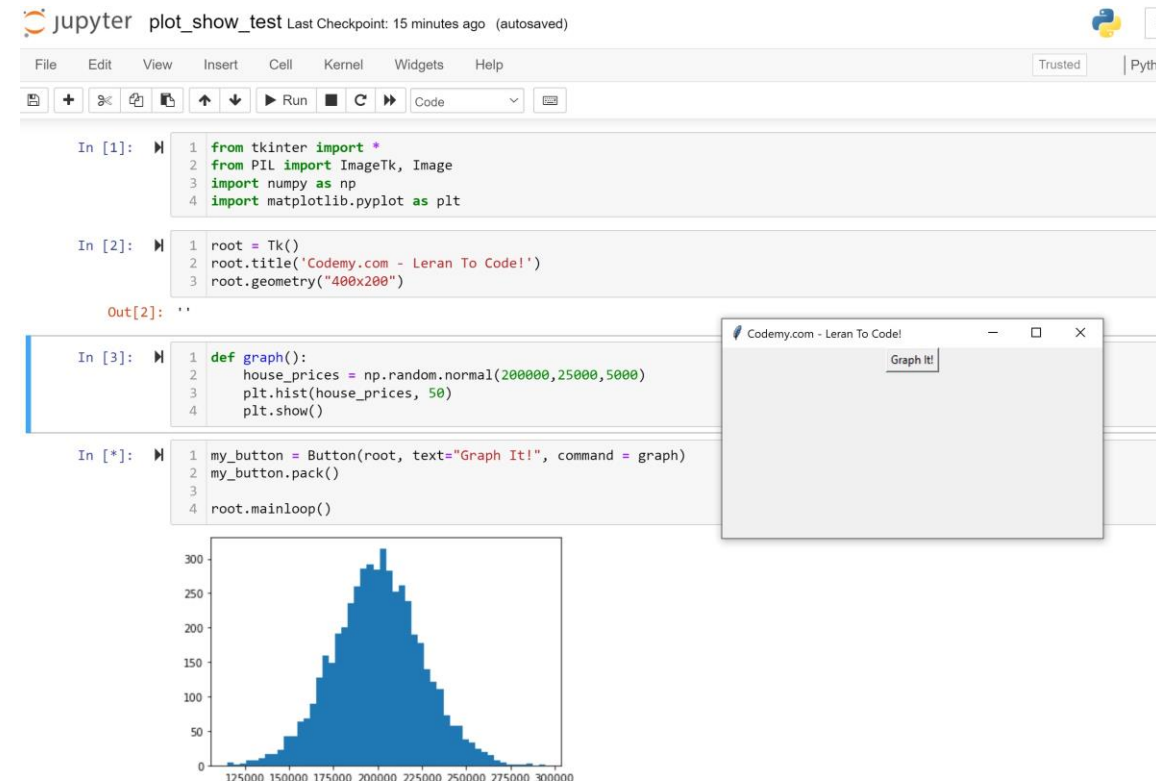 jupyter plot_show_test Last Checkpoint: 15 minutes ago (autosaved)
File Edit View Insert Cell Kernel Widgets Help Trusted Pyth
Run Code
In [1]:
1 from tkinter import *
2 from PIL import ImageTk, Image
3 import numpy as np
4 import matplotlib.pyplot as plt
In [2]:
1 root = Tk()
2 root.title('Codemy.com - Leran To Code!')
3 root.geometry("400x200")
Out[2]: ''
In [3]:
1 def graph():
2     house_prices = np.random.normal(200000,25000,5000)
3     plt.hist(house_prices, 50)
4     plt.show()
Codemy.com - Leran To Code!
Graph It!
In [*]:
1 my_button = Button(root, text="Graph It!", command = graph)
2 my_button.pack()
3
4 root.mainloop()
300
250
200
150
100
50
0
125000 150000 175000 200000 225000 250000 275000 300000